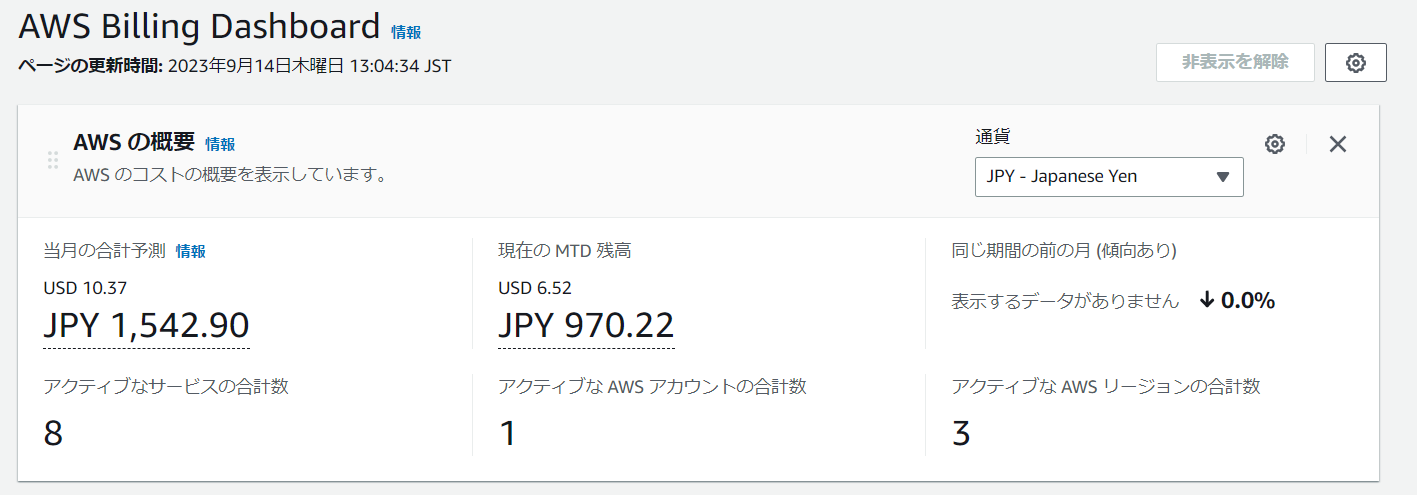 AWS Billing Dashboard 情報
ページの更新時間: 2023年9月14日木曜日 13:04:34 JST
非表示を解除
AWS の概要 情報
AWS のコストの概要を表示しています。
通貨
JPY - Japanese Yen
当月の合計予測 情報
USD 10.37
JPY 1,542.90
現在の MTD 残高
USD 6.52
JPY 970.22
同じ期間の前の月 (傾向あり)
表示するデータがありません ↓ 0.0%
アクティブなサービスの合計数
8
アクティブな AWS アカウントの合計数
1
アクティブな AWS リージョンの合計数
3